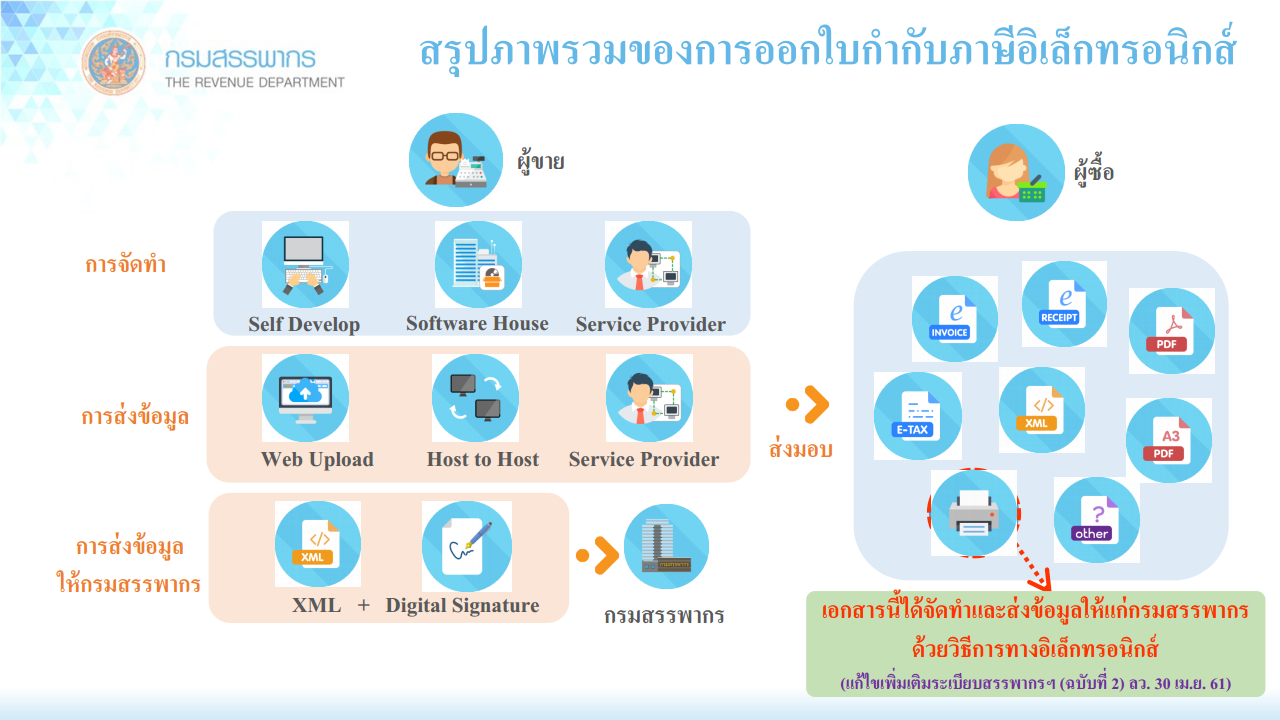 กรมสรรพากร
THE REVENUE DEPARTMENT
สรุปภาพรวมของการออกใบกำกับภาษีอิเล็กทรอนิกส์
ผู้ขาย
ผู้ซื้อ
การจัดทำ
Self Develop
Software House
Service Provider
การส่งข้อมูล
Web Upload
Host to Host
Service Provider
การส่งข้อมูล
ให้กรมสรรพากร
XML
XML + Digital Signature
กรมสรรพากร
กรมสรรพากร
ส่งมอบ
e
INVOICE
e
RECEIPT
PDF
E-TAX
</>
XML
A3
PDF
?
other
เอกสารนี้ได้จัดทำและส่งข้อมูลให้แก่กรมสรรพากร
ด้วยวิธีการทางอิเล็กทรอนิกส์
(แก้ไขเพิ่มเติมระเบียบสรรพากรฯ (ฉบับที่ 2) ลว. 30 เม.ย. 61)